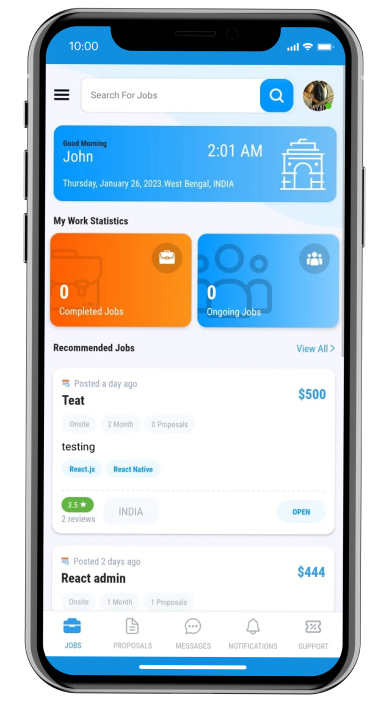 10:00
Search For Jobs
Good Morning
John
2:01 AM
Thursday, January 26, 2023.West Bengal, INDIA
My Work Statistics
0
Completed Jobs
0
Ongoing Jobs
Recommended Jobs
View All >
Posted a day ago
Teat
$500
Onsite 2 Month 0 Proposals
testing
React.js React Native
3.5 ★
2 reviews
INDIA
OPEN
Posted 2 days ago
React admin
$444
Onsite 1 Month 1 Proposals
JOBS PROPOSALS MESSAGES NOTIFICATIONS SUPPORT